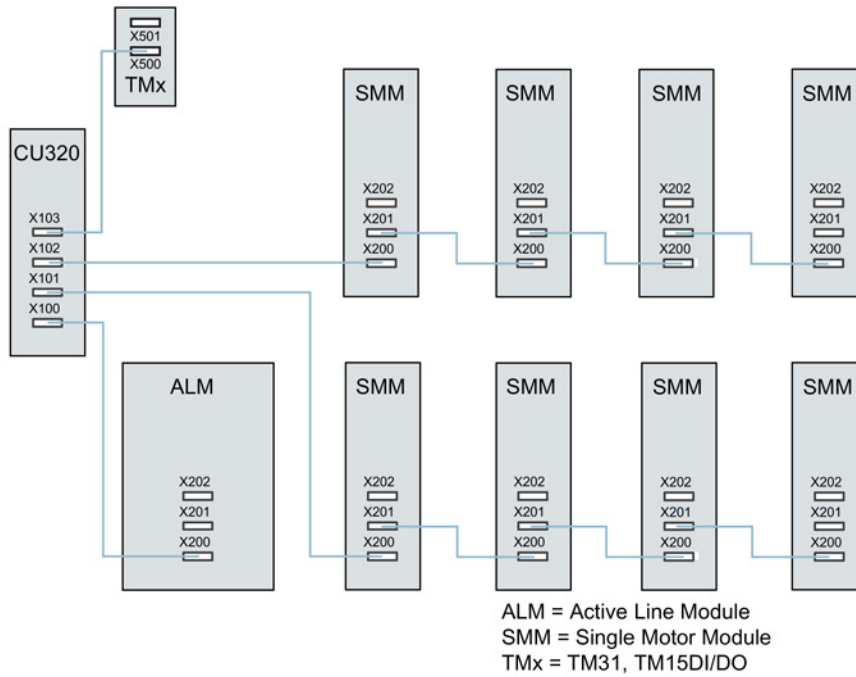 X501
X500
TMx
CU320
X103
X102
X101
X100
SMM
X202
X201
X200
SMM
X202
X201
X200
SMM
X202
X201
X200
SMM
X202
X201
X200
ALM
X202
X201
X200
SMM
X202
X201
X200
SMM
X202
X201
X200
SMM
X202
X201
X200
SMM
X202
X201
X200
ALM = Active Line Module
SMM = Single Motor Module
TMx = TM31, TM15DI/DO